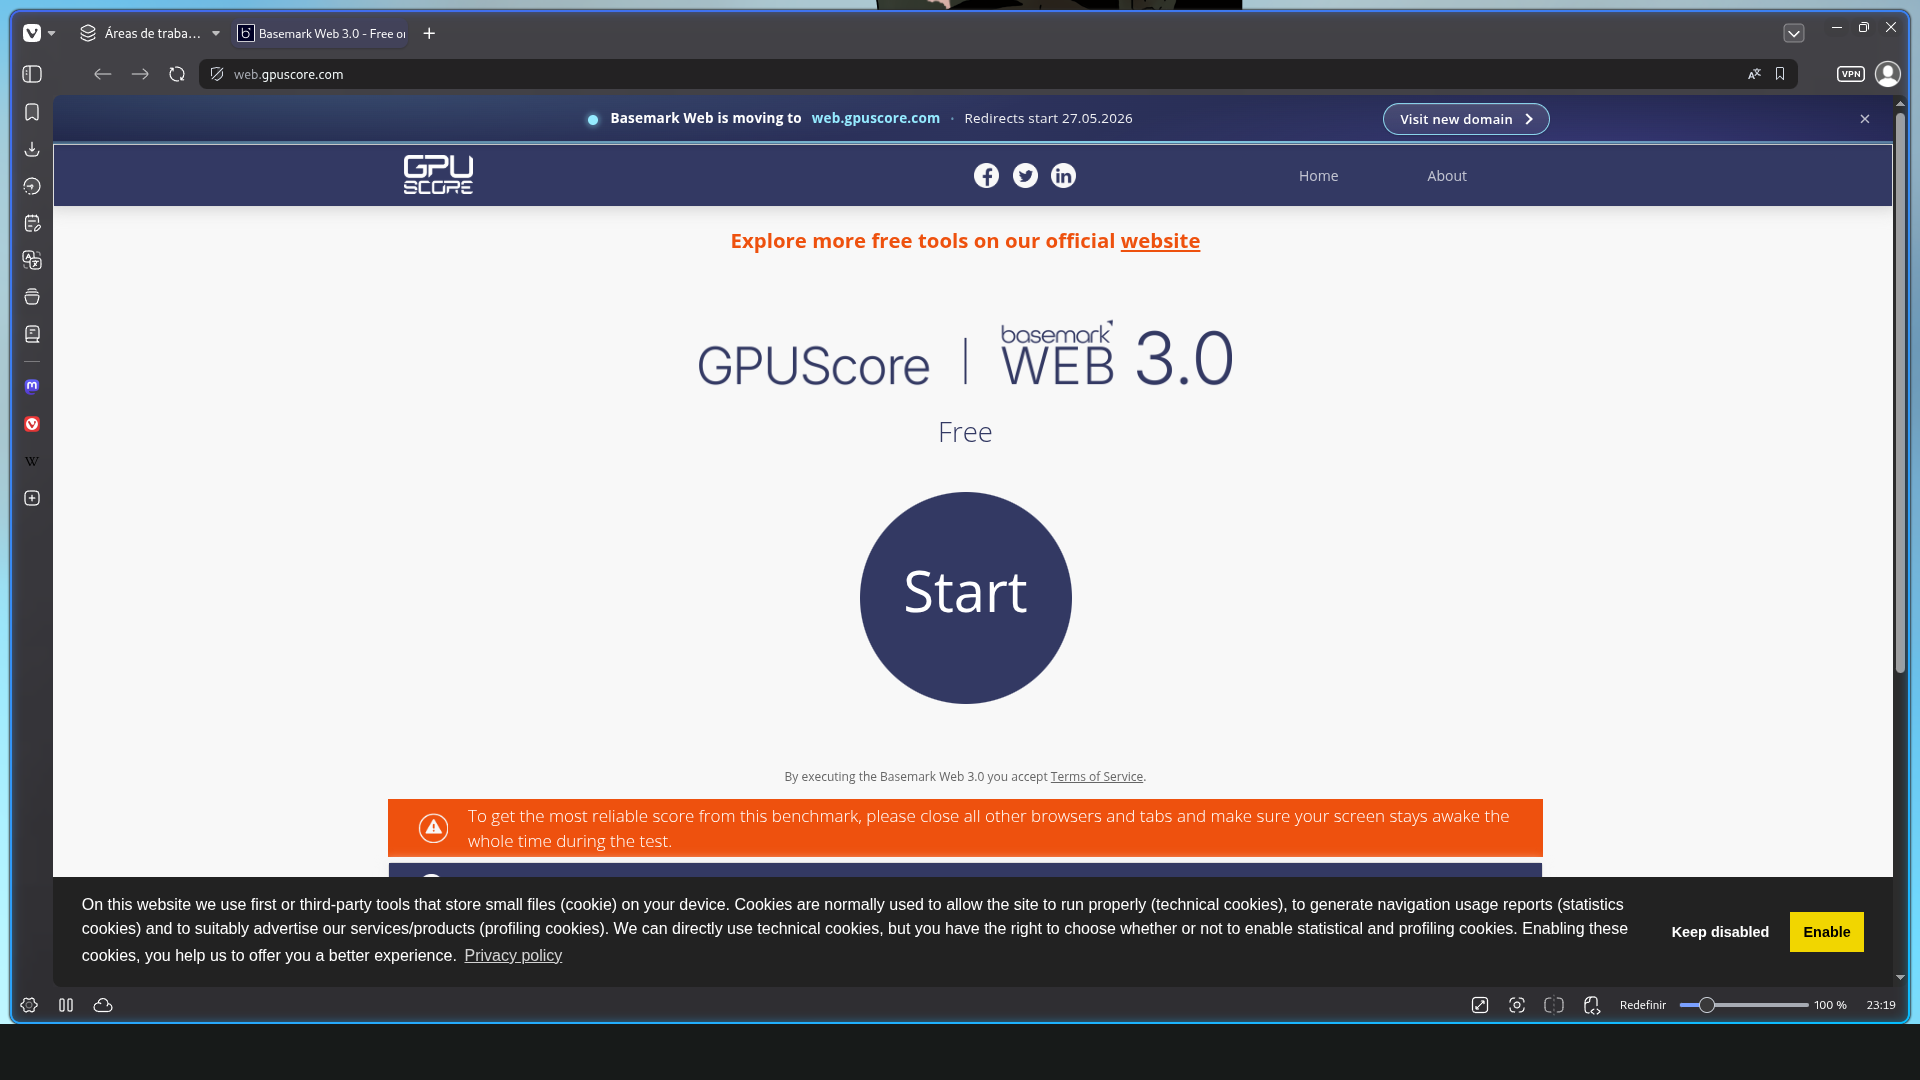 Áreas de traba...
Basemark Web 3.0 - Free o
web.gpuscore.com
VPN
Basemark Web is moving to web.gpuscore.com · Redirects start 27.05.2026
Visit new domain
GPU
SCORE
Home
About
Explore more free tools on our official website
GPUScore | basemark WEB 3.0
Free
Start
By executing the Basemark Web 3.0 you accept Terms of Service.
To get the most reliable score from this benchmark, please close all other browsers and tabs and make sure your screen stays awake the
whole time during the test.
On this website we use first or third-party tools that store small files (cookie) on your device. Cookies are normally used to allow the site to run properly (technical cookies), to generate navigation usage reports (statistics
cookies) and to suitably advertise our services/products (profiling cookies). We can directly use technical cookies, but you have the right to choose whether or not to enable statistical and profiling cookies. Enabling these
cookies, you help us to offer you a better experience. Privacy policy
Keep disabled
Enable
Redefinir
100 %
23:19